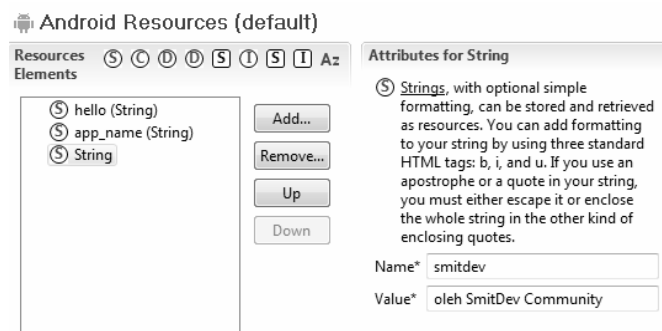 Android Resources (default)
Resources Elements
S C D D S I S I Az
S hello (String)
S app_name (String)
S String
Add...
Remove...
Up
Down
Attributes for String
S Strings, with optional simple
formatting, can be stored and retrieved
as resources. You can add formatting
to your string by using three standard
HTML tags: b, i, and u. If you use an
apostrophe or a quote in your string,
you must either escape it or enclose
the whole string in the other kind of
enclosing quotes.
Name* smitdev
Value* oleh SmitDev Community